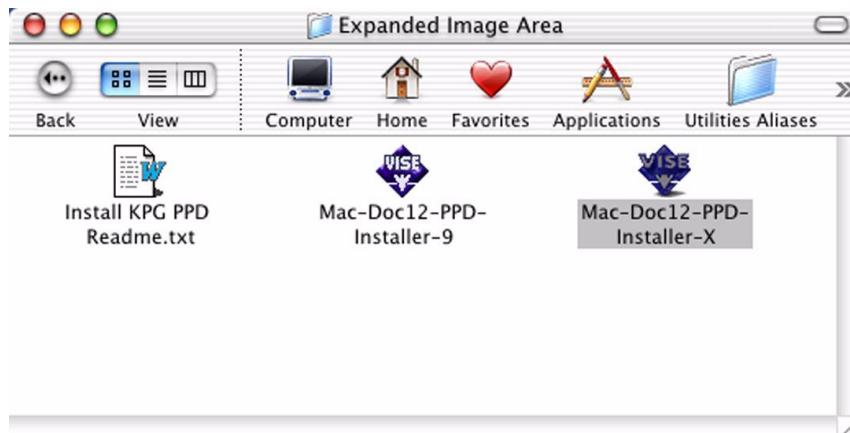 Expanded Image Area
Back View Computer Home Favorites Applications Utilities Aliases
W VISE VISE
Install KPG PPD Mac-Doc12-PPD- Mac-Doc12-PPD-
Readme.txt Installer-9 Installer-X